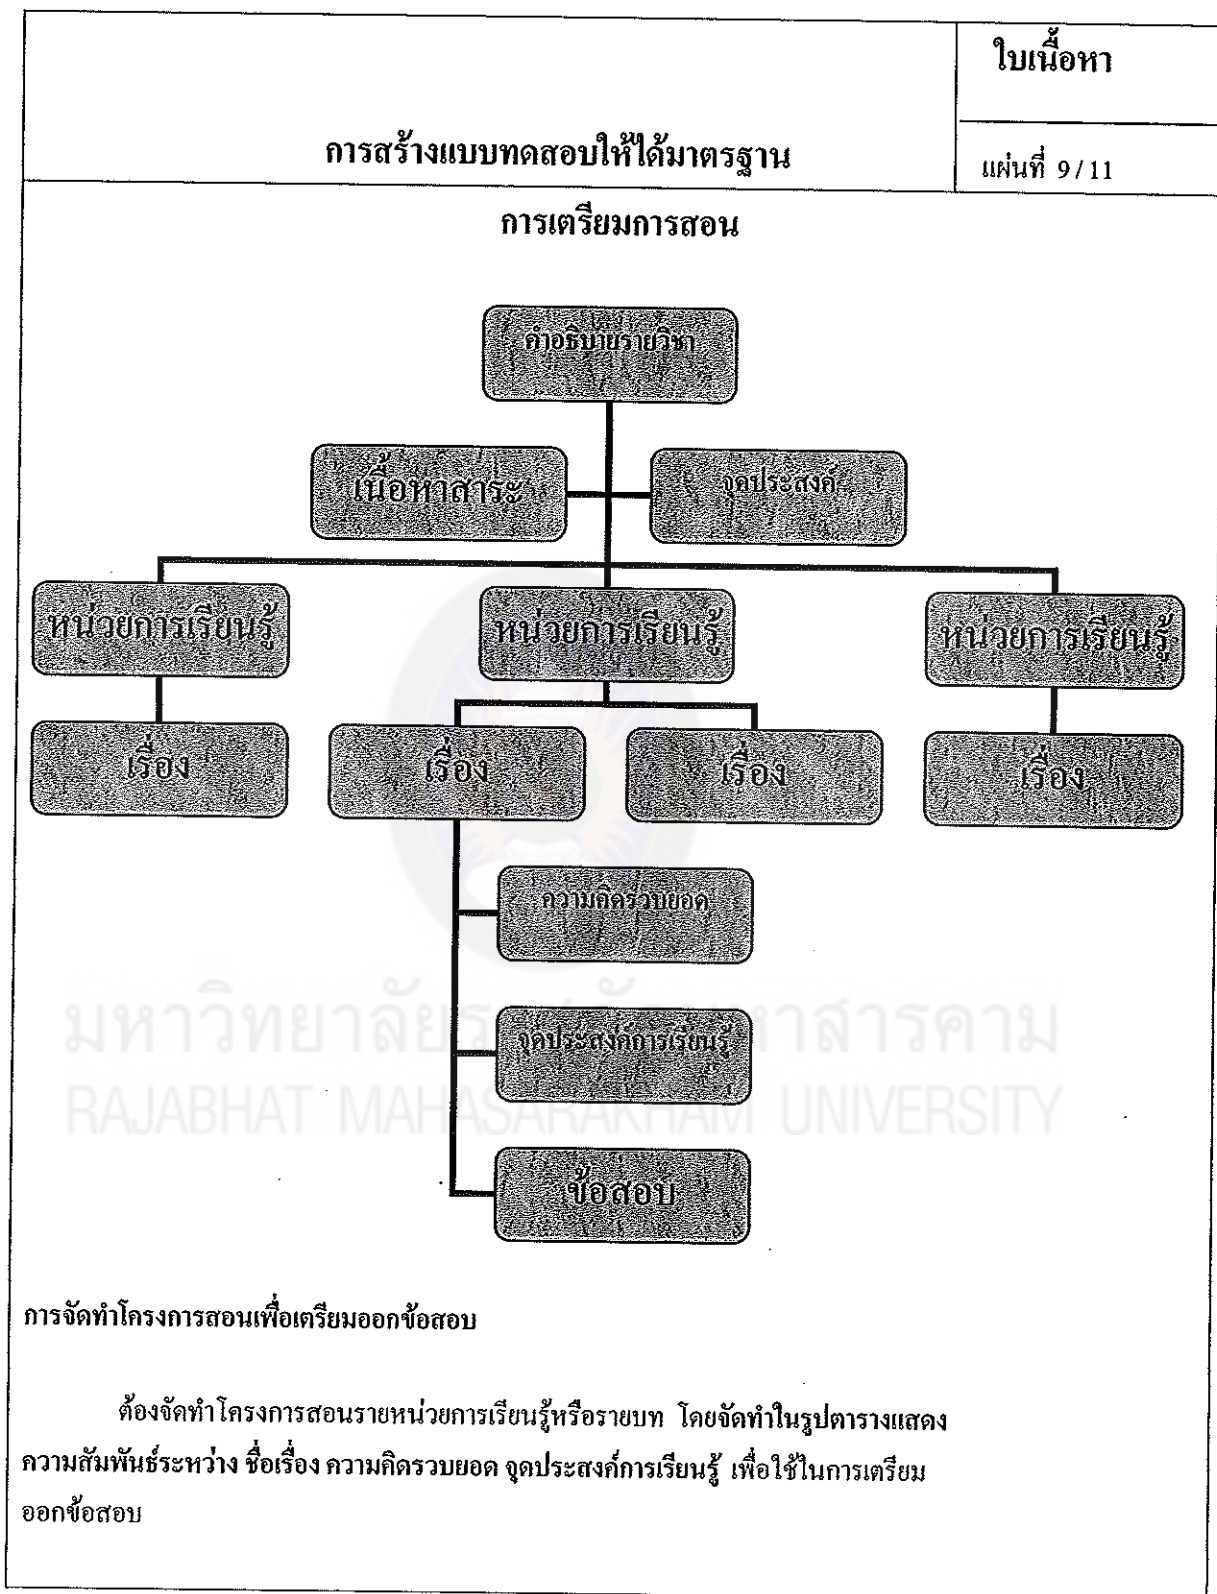 ใบเนื้อหา
การสร้างแบบทดสอบให้ได้มาตรฐาน
แผ่นที่ 9/11
การเตรียมการสอน
คำอธิบายรายวิชา
เนื้อหาสาระ
จุดประสงค์
หน่วยการเรียนรู้
หน่วยการเรียนรู้
หน่วยการเรียนรู้
เรื่อง
เรื่อง
เรื่อง
เรื่อง
ความคิดรวบยอด
จุดประสงค์การเรียนรู้
ข้อสอบ
มหาวิทยาลัยราชภัฏมหาสารคาม
RAJABHAT MAHASARAKHAM UNIVERSITY
การจัดทำโครงการสอนเพื่อเตรียมออกข้อสอบ
ต้องจัดทำโครงการสอนรายหน่วยการเรียนรู้หรือรายบท โดยจัดทำในรูปตารางแสดง
ความสัมพันธ์ระหว่าง ชื่อเรื่อง ความคิดรวบยอด จุดประสงค์การเรียนรู้ เพื่อใช้ในการเตรียม
ออกข้อสอบ